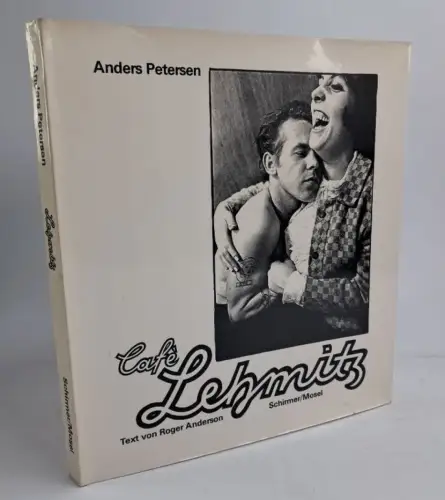 Anders Petersen
Café
Lehmitz
Text von Roger Anderson
Schirmer/Mosel
Anders Petersen
Lehmitz
Schirmer/Mosel